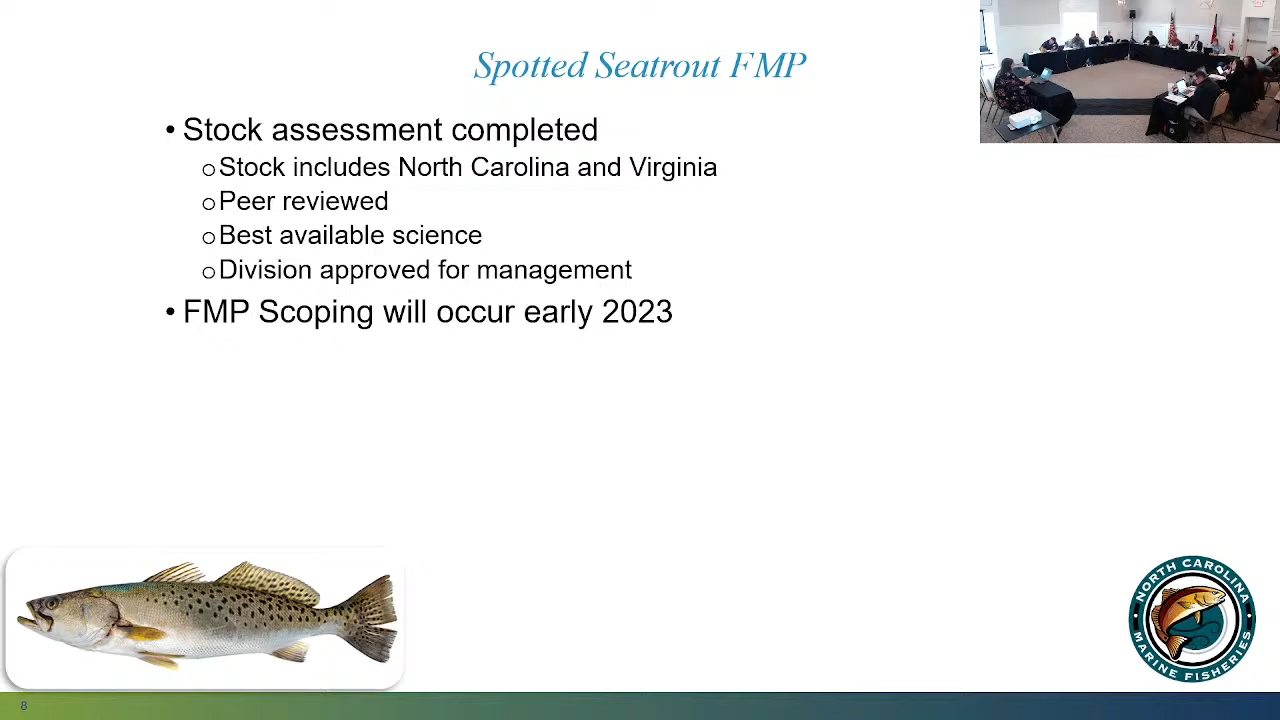 Spotted Seatrout FMP
• Stock assessment completed
o Stock includes North Carolina and Virginia
o Peer reviewed
o Best available science
o Division approved for management
• FMP Scoping will occur early 2023
NORTH CAROLINA
MARINE FISHERIES
8